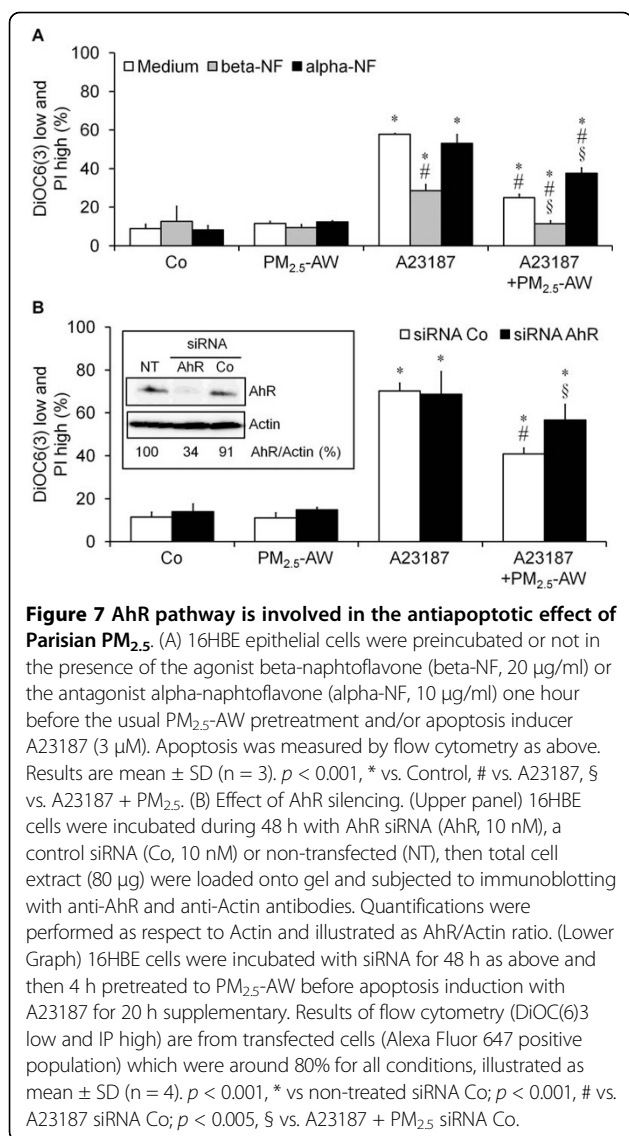 A
100
80
60
40
20
0
DiOC6(3) low and
PI high (%)
Medium beta-NF alpha-NF
*
*
#
*
*
#
*
#
§
*
#
§
Co PM2.5-AW A23187 A23187
+PM2.5-AW
B
100
80
60
40
20
0
DiOC6(3) low and
PI high (%)
siRNA Co siRNA AhR
siRNA
NT AhR Co
AhR
Actin
100 34 91 AhR/Actin (%)
*
*
*
#
*
§
Co PM2.5-AW A23187 A23187
+PM2.5-AW
Figure 7 AhR pathway is involved in the antiapoptotic effect of
Parisian PM2.5. (A) 16HBE epithelial cells were preincubated or not in
the presence of the agonist beta-naphtoflavone (beta-NF, 20 μg/ml) or
the antagonist alpha-naphtoflavone (alpha-NF, 10 μg/ml) one hour
before the usual PM2.5-AW pretreatment and/or apoptosis inducer
A23187 (3 μM). Apoptosis was measured by flow cytometry as above.
Results are mean ± SD (n = 3). p < 0.001, * vs. Control, # vs. A23187, §
vs. A23187 + PM2.5. (B) Effect of AhR silencing. (Upper panel) 16HBE
cells were incubated during 48 h with AhR siRNA (AhR, 10 nM), a
control siRNA (Co, 10 nM) or non-transfected (NT), then total cell
extract (80 μg) were loaded onto gel and subjected to immunoblotting
with anti-AhR and anti-Actin antibodies. Quantifications were
performed as respect to Actin and illustrated as AhR/Actin ratio. (Lower
Graph) 16HBE cells were incubated with siRNA for 48 h as above and
then 4 h pretreated to PM2.5-AW before apoptosis induction with
A23187 for 20 h supplementary. Results of flow cytometry (DiOC(6)3
low and IP high) are from transfected cells (Alexa Fluor 647 positive
population) which were around 80% for all conditions, illustrated as
mean ± SD (n = 4). p < 0.001, * vs non-treated siRNA Co; p < 0.001, # vs.
A23187 siRNA Co; p < 0.005, § vs. A23187 + PM2.5 siRNA Co.